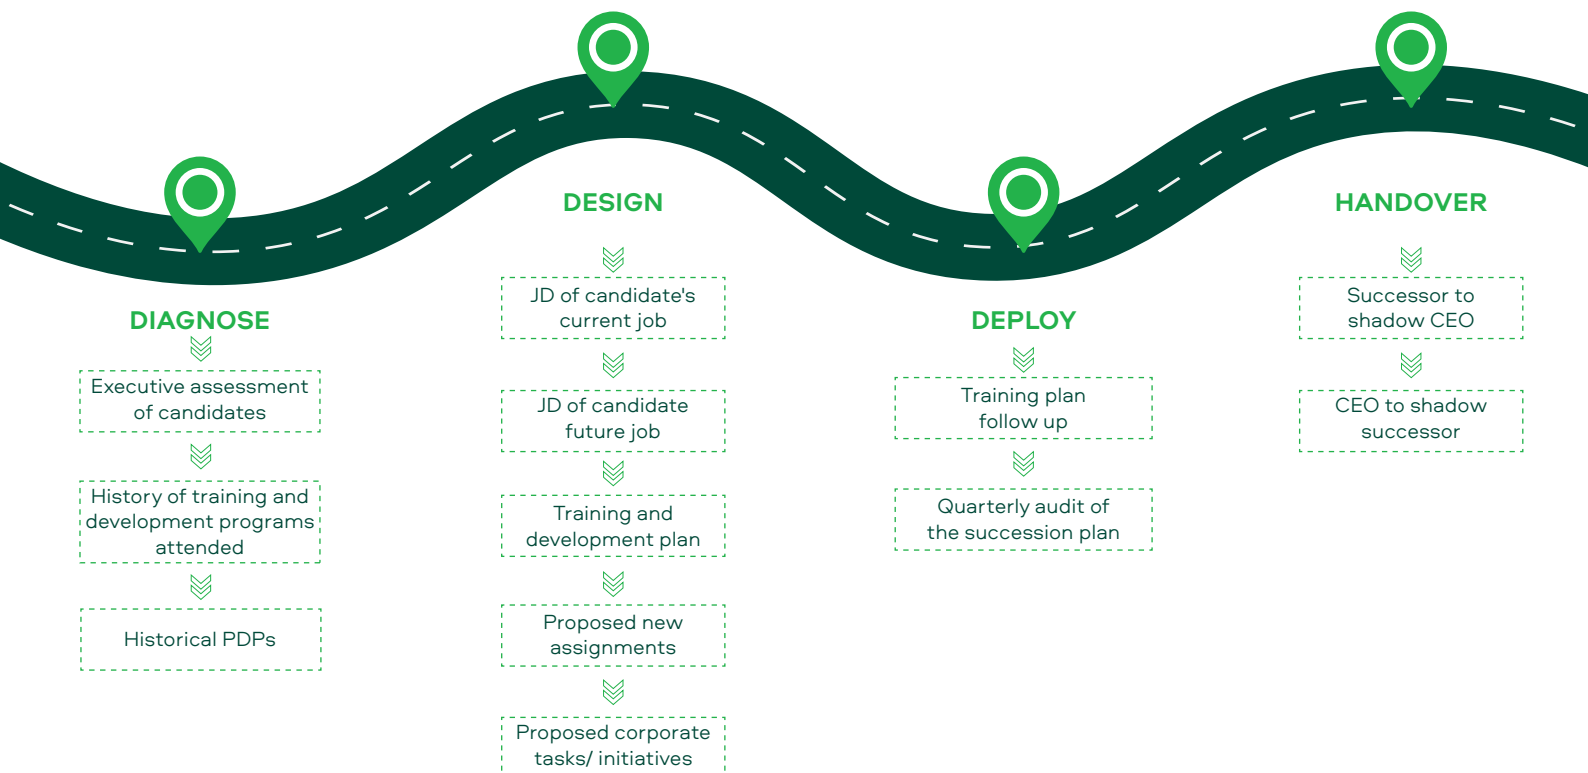 DIAGNOSE
Executive assessment
of candidates
History of training and
development programs
attended
Historical PDPs
DESIGN
JD of candidate's
current job
JD of candidate
future job
Training and
development plan
Proposed new
assignments
Proposed corporate
tasks/ initiatives
DEPLOY
Training plan
follow up
Quarterly audit of
the succession plan
HANDOVER
Successor to
shadow CEO
CEO to shadow
successor